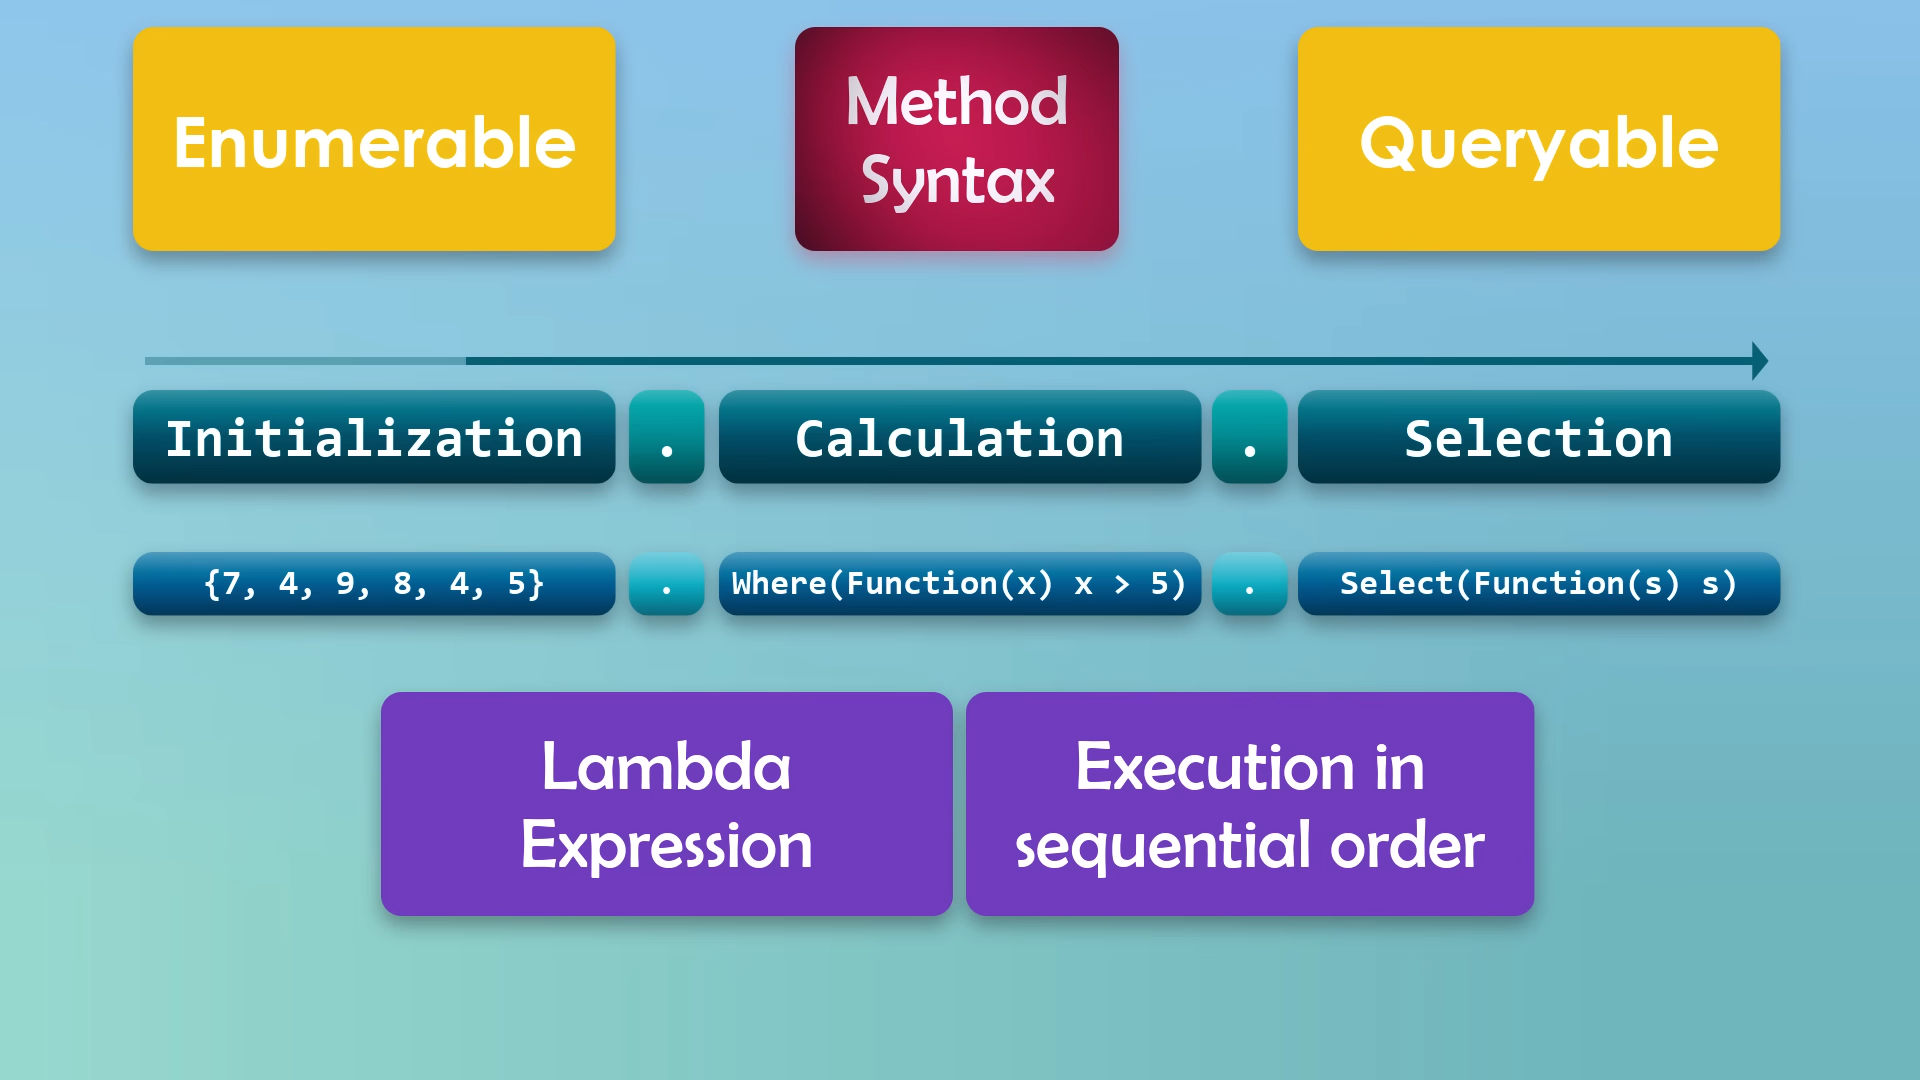 Enumerable
Method
Syntax
Queryable
Initialization . Calculation . Selection
{7, 4, 9, 8, 4, 5} . Where(Function(x) x > 5) . Select(Function(s) s)
Lambda
Expression
Execution in
sequential order